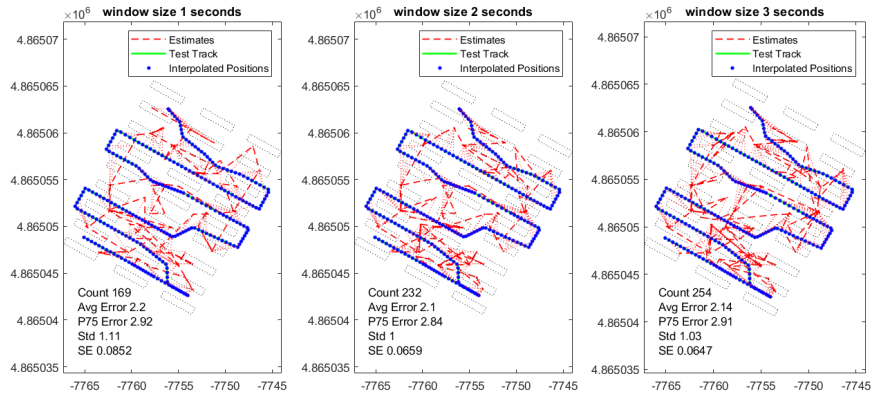 window size 1 seconds
×10⁶
4.86507
4.865065
4.86506
4.865055
4.86505
4.865045
4.86504
4.865035
Estimates
Test Track
Interpolated Positions
Count 169
Avg Error 2.2
P75 Error 2.92
Std 1.11
SE 0.0852
-7765 -7760 -7755 -7750 -7745
window size 2 seconds
×10⁶
4.86507
4.865065
4.86506
4.865055
4.86505
4.865045
4.86504
4.865035
Estimates
Test Track
Interpolated Positions
Count 232
Avg Error 2.1
P75 Error 2.84
Std 1
SE 0.0659
-7765 -7760 -7755 -7750 -7745
window size 3 seconds
×10⁶
4.86507
4.865065
4.86506
4.865055
4.86505
4.865045
4.86504
4.865035
Estimates
Test Track
Interpolated Positions
Count 254
Avg Error 2.14
P75 Error 2.91
Std 1.03
SE 0.0647
-7765 -7760 -7755 -7750 -7745